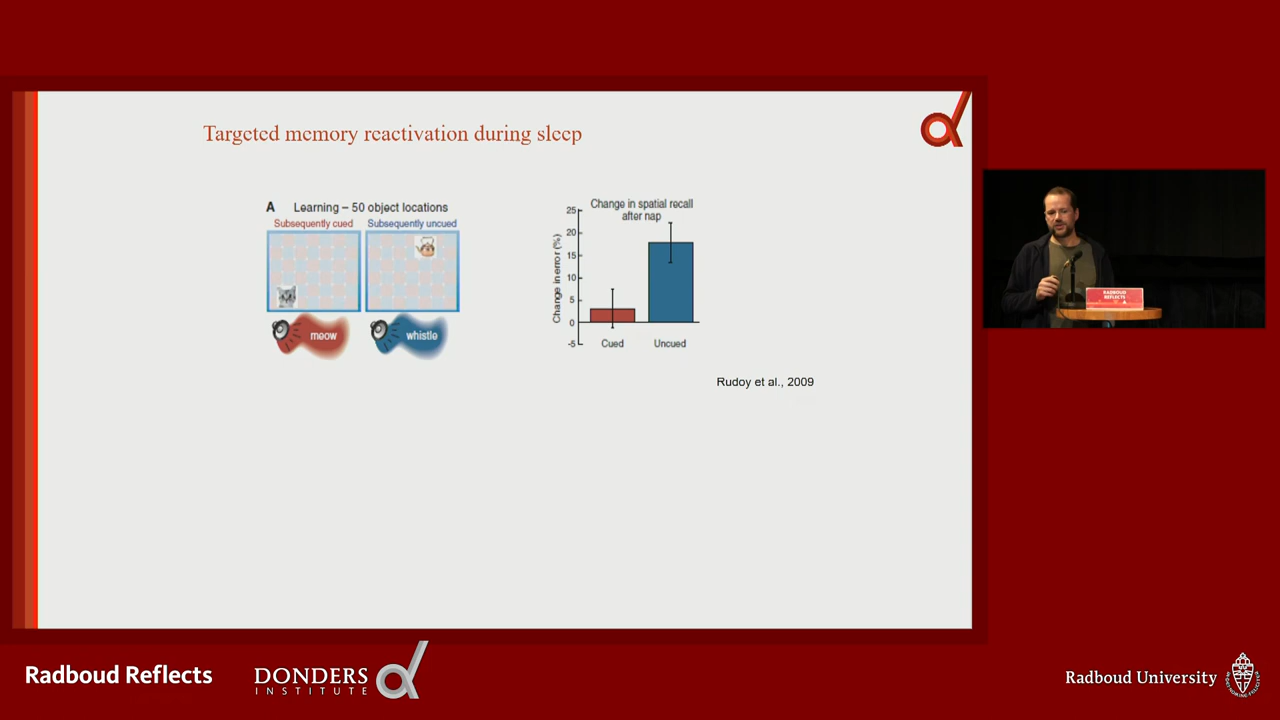 Targeted memory reactivation during sleep
A Learning – 50 object locations
Subsequently cued
Subsequently uncued
meow
whistle
Change in spatial recall
after nap
Change in error (%)
25
20
15
10
5
0
-5
Cued
Uncued
Rudoy et al., 2009
RADBOUD
REFLECTS
Radboud Reflects
DONDERS
INSTITUTE
Radboud University